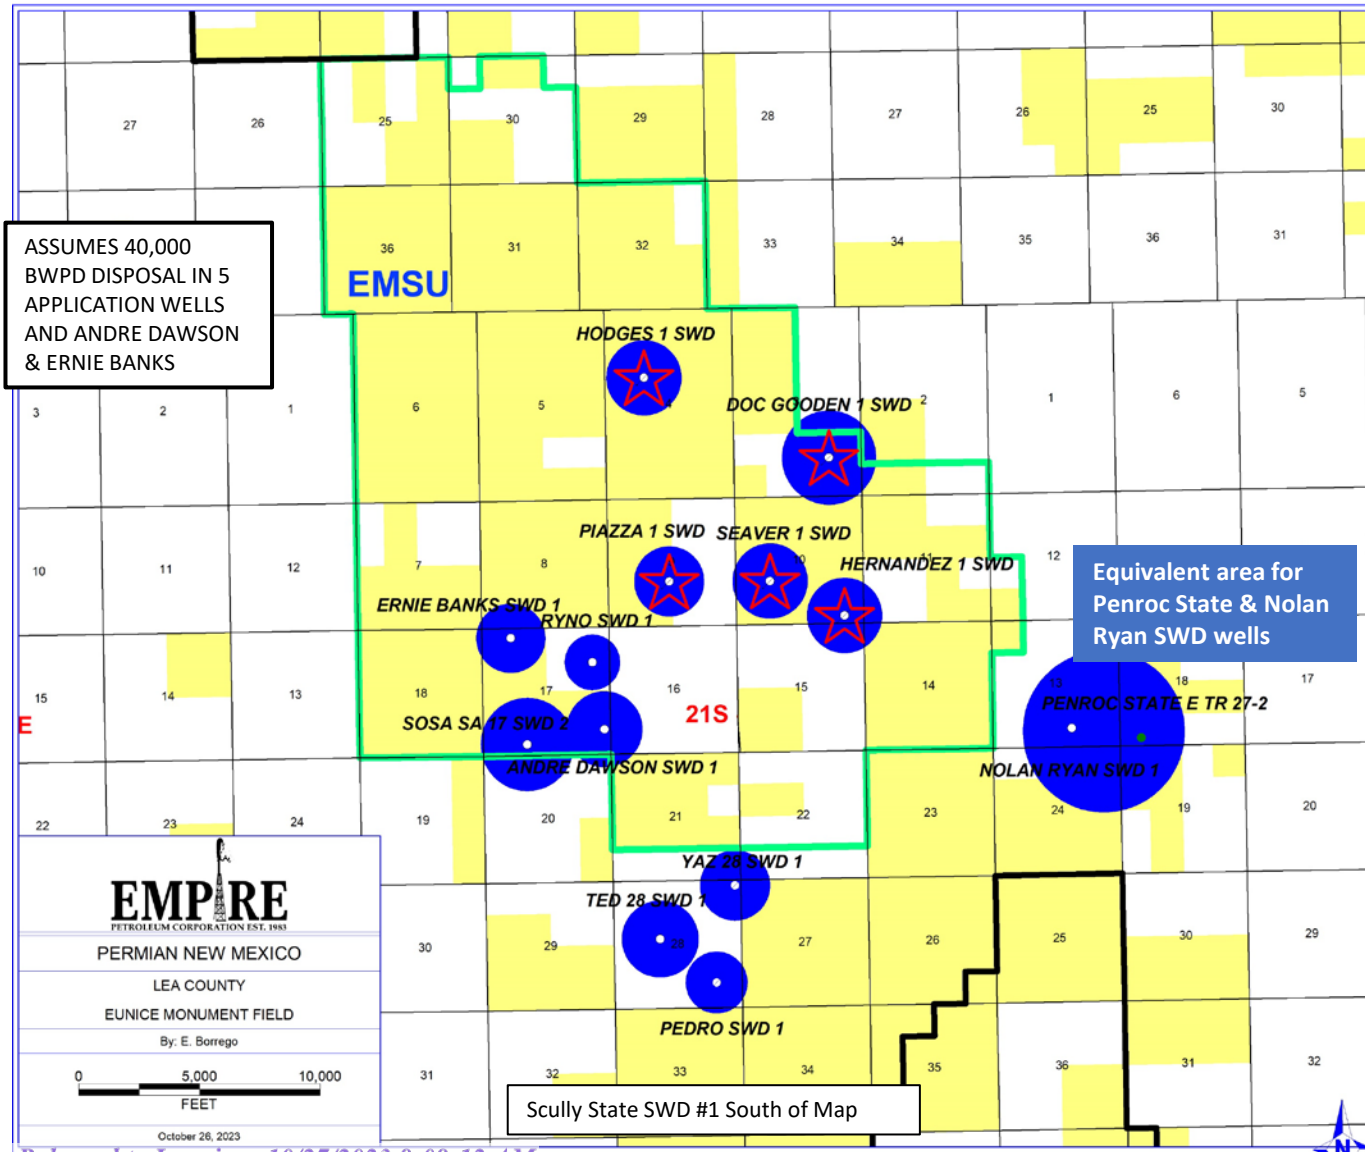 27
26
25
30
29
28
27
26
25
30
36
31
32
33
34
35
36
31
EMSU
ASSUMES 40,000
BWPD DISPOSAL IN 5
APPLICATION WELLS
AND ANDRE DAWSON
& ERNIE BANKS
HODGES 1 SWD
DOC GOODEN 1 SWD
3
2
1
6
5
4
2
1
6
5
PIAZZA 1 SWD
SEAVER 1 SWD
HERNANDEZ 1 SWD
10
11
12
7
8
10
11
12
Equivalent area for
Penroc State & Nolan
Ryan SWD wells
ERNIE BANKS SWD 1
RYNO SWD 1
15
14
13
18
17
16
15
14
13
18
17
E
21S
PENROC STATE E TR 27-2
SOSA SA 17 SWD 2
ANDRE DAWSON SWD 1
NOLAN RYAN SWD 1
22
23
24
19
20
21
22
23
24
19
20
YAZ 28 SWD 1
TED 28 SWD 1
EMPIRE
PETROLEUM CORPORATION EST. 1983
PERMIAN NEW MEXICO
LEA COUNTY
EUNICE MONUMENT FIELD
By: E. Borrego
0 5,000 10,000
FEET
October 26, 2023
30
29
28
27
26
25
30
29
PEDRO SWD 1
31
32
33
34
35
36
31
32
Scully State SWD #1 South of Map
N